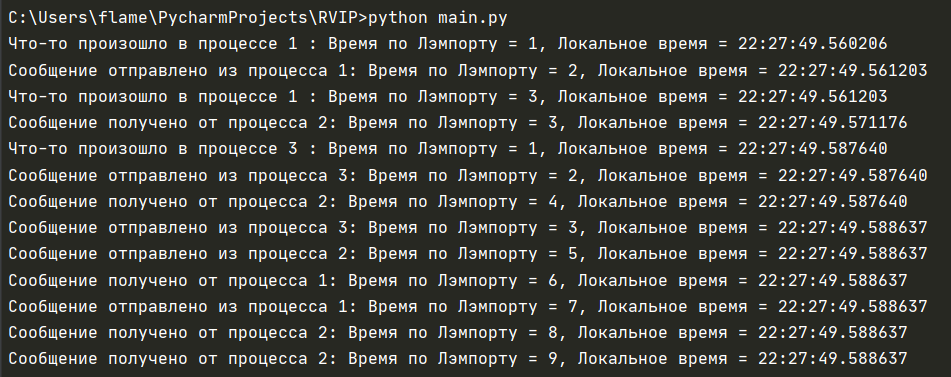 C:\Users\flame\PycharmProjects\RVIP>python main.py
Что-то произошло в процессе 1 : Время по Лэмпорту = 1, Локальное время = 22:27:49.560206
Сообщение отправлено из процесса 1: Время по Лэмпорту = 2, Локальное время = 22:27:49.561203
Что-то произошло в процессе 1 : Время по Лэмпорту = 3, Локальное время = 22:27:49.561203
Сообщение получено от процесса 2: Время по Лэмпорту = 3, Локальное время = 22:27:49.571176
Что-то произошло в процессе 3 : Время по Лэмпорту = 1, Локальное время = 22:27:49.587640
Сообщение отправлено из процесса 3: Время по Лэмпорту = 2, Локальное время = 22:27:49.587640
Сообщение получено от процесса 2: Время по Лэмпорту = 4, Локальное время = 22:27:49.587640
Сообщение отправлено из процесса 3: Время по Лэмпорту = 3, Локальное время = 22:27:49.588637
Сообщение отправлено из процесса 2: Время по Лэмпорту = 5, Локальное время = 22:27:49.588637
Сообщение получено от процесса 1: Время по Лэмпорту = 6, Локальное время = 22:27:49.588637
Сообщение отправлено из процесса 1: Время по Лэмпорту = 7, Локальное время = 22:27:49.588637
Сообщение получено от процесса 2: Время по Лэмпорту = 8, Локальное время = 22:27:49.588637
Сообщение получено от процесса 2: Время по Лэмпорту = 9, Локальное время = 22:27:49.588637